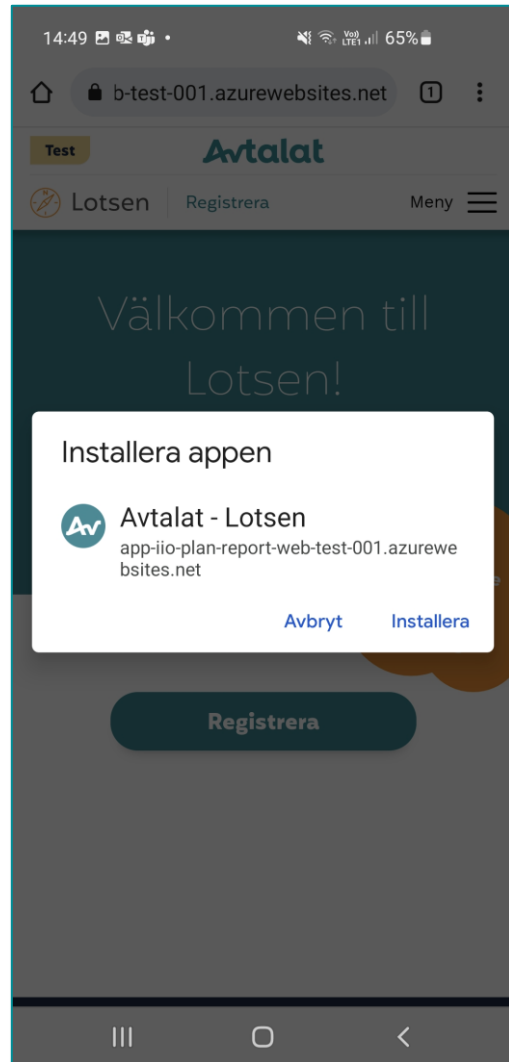 14:49 65%
b-test-001.azurewebsites.net 1
Test Avtalat
Lotsen Registrera Meny
Välkommen till
Lotsen!
Installera appen
Av Avtalat - Lotsen
app-iio-plan-report-web-test-001.azurewe
bsites.net
e
Avbryt Installera
Registrera